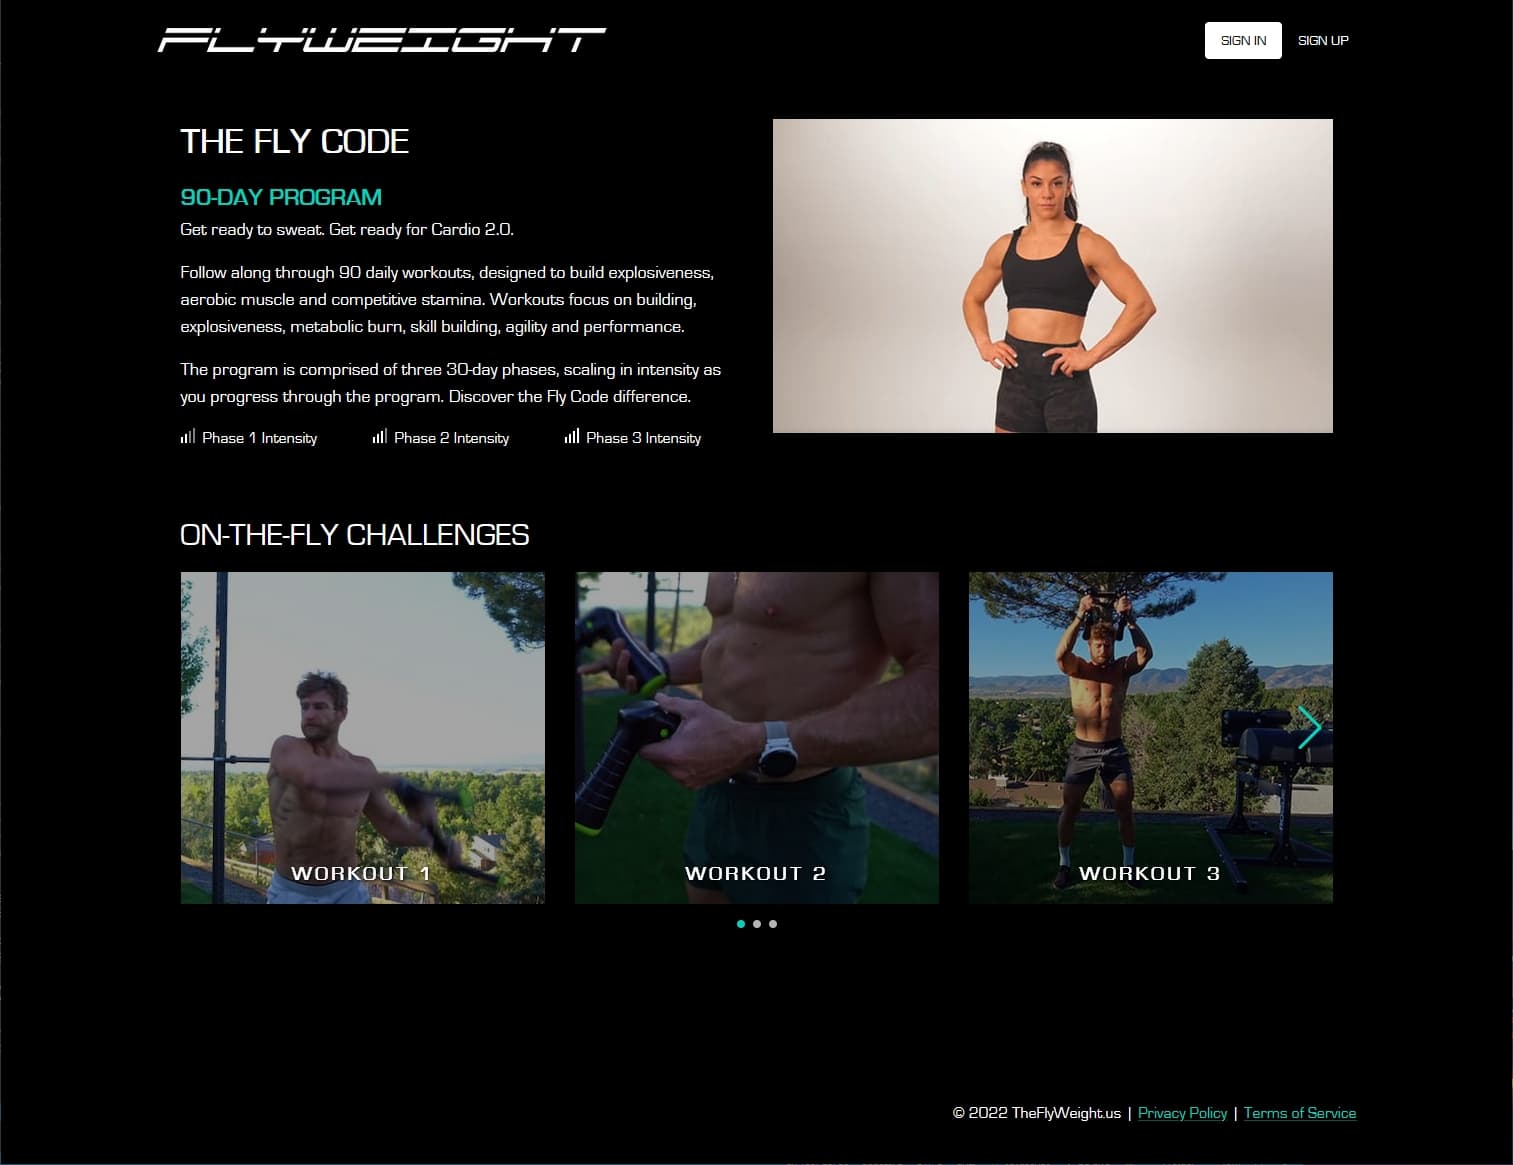 FLYWEIGHT
SIGN IN SIGN UP
THE FLY CODE
90-DAY PROGRAM
Get ready to sweat. Get ready for Cardio 2.0.
Follow along through 90 daily workouts, designed to build explosiveness,
aerobic muscle and competitive stamina. Workouts focus on building,
explosiveness, metabolic burn, skill building, agility and performance.
The program is comprised of three 30-day phases, scaling in intensity as
you progress through the program. Discover the Fly Code difference.
Phase 1 Intensity Phase 2 Intensity Phase 3 Intensity
ON-THE-FLY CHALLENGES
WORKOUT 1 WORKOUT 2 WORKOUT 3
© 2022 TheFlyWeight.us | Privacy Policy | Terms of Service